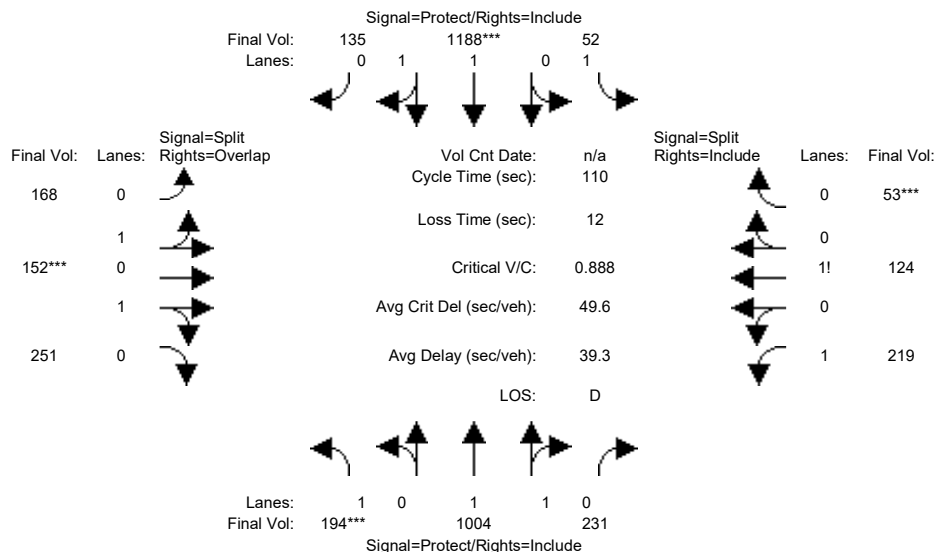 Signal=Protect/Rights=Include
Final Vol: 135 1188*** 52
Lanes: 0 1 1 0 1
Signal=Split
Rights=Overlap
Signal=Split
Rights=Include
Final Vol: Lanes: Vol Cnt Date: n/a Lanes: Final Vol:
Cycle Time (sec): 110
168 0 0 53***
Loss Time (sec): 12
1 0
152*** 0 Critical V/C: 0.888 1! 124
1 Avg Crit Del (sec/veh): 49.6 0
251 0 Avg Delay (sec/veh): 39.3 1 219
LOS: D
Lanes: 1 0 1 1 0
Final Vol: 194*** 1004 231
Signal=Protect/Rights=Include